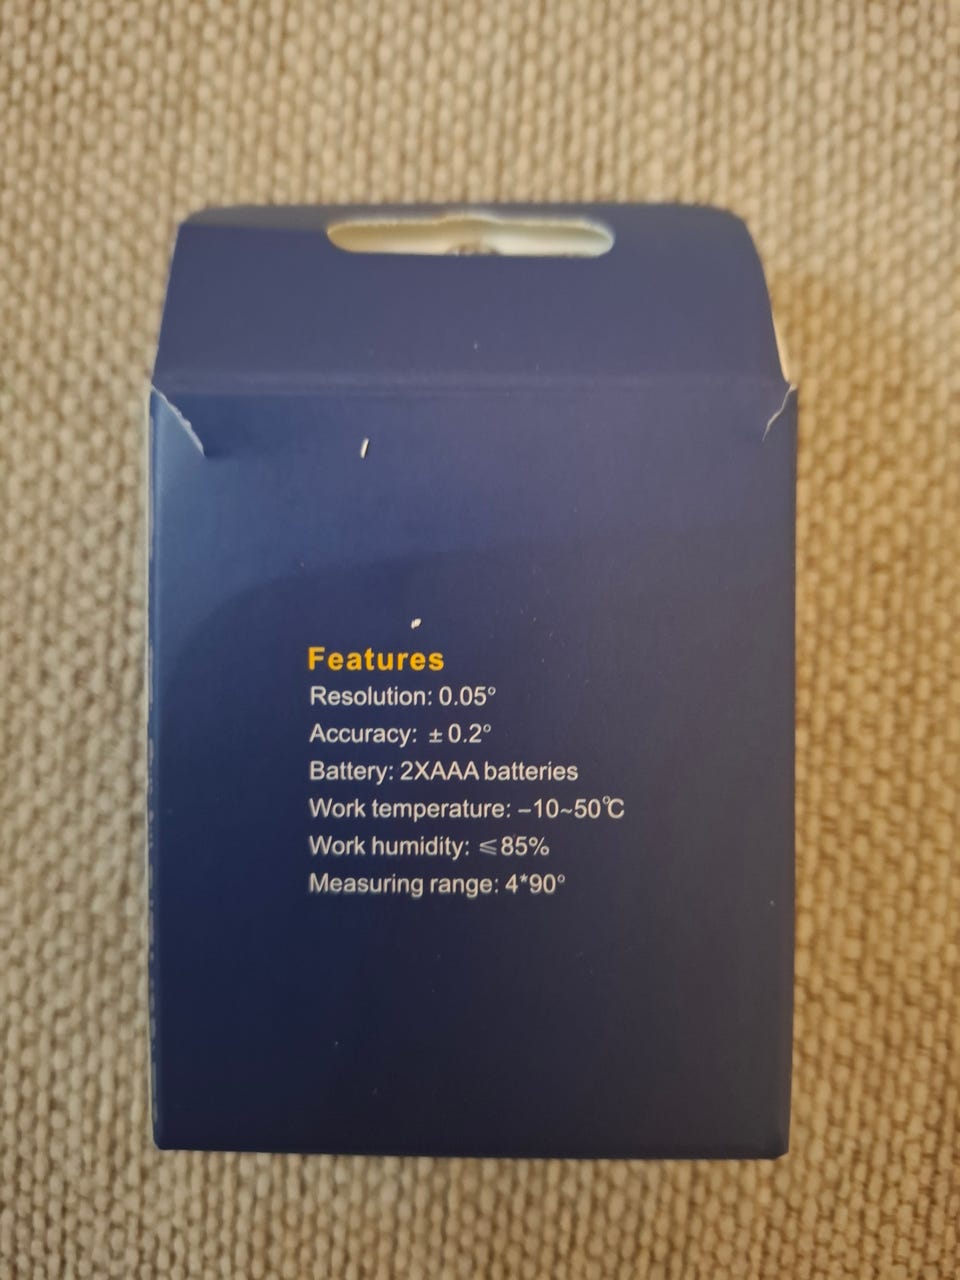 Features
Resolution: 0.05°
Accuracy: ±0.2°
Battery: 2XAAA batteries
Work temperature: –10~50℃
Work humidity: ⩽85%
Measuring range: 4*90°